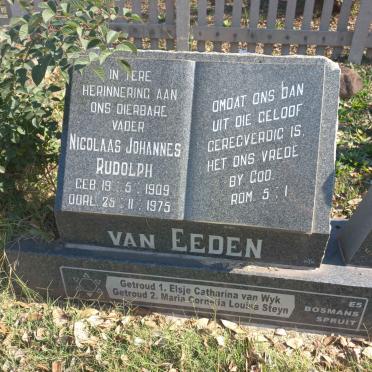 IN TERE
HERINNERING AAN
ONS DIERBARE
VADER
NICOLAAS JOHANNES
RUDOLPH
GEB 19·5·1909
OORL 25·11·1975
OMDAT ONS DAN
UIT DIE GELOOF
GEREGVERDIG IS,
HET ONS VREDE
BY GOD.
ROM. 5:1
VAN EEDEN
Getroud 1. Elsje Catharina van Wyk
Getroud 2. Maria Cornelia Louisa Steyn
E5
BOSMANS
SPRUIT